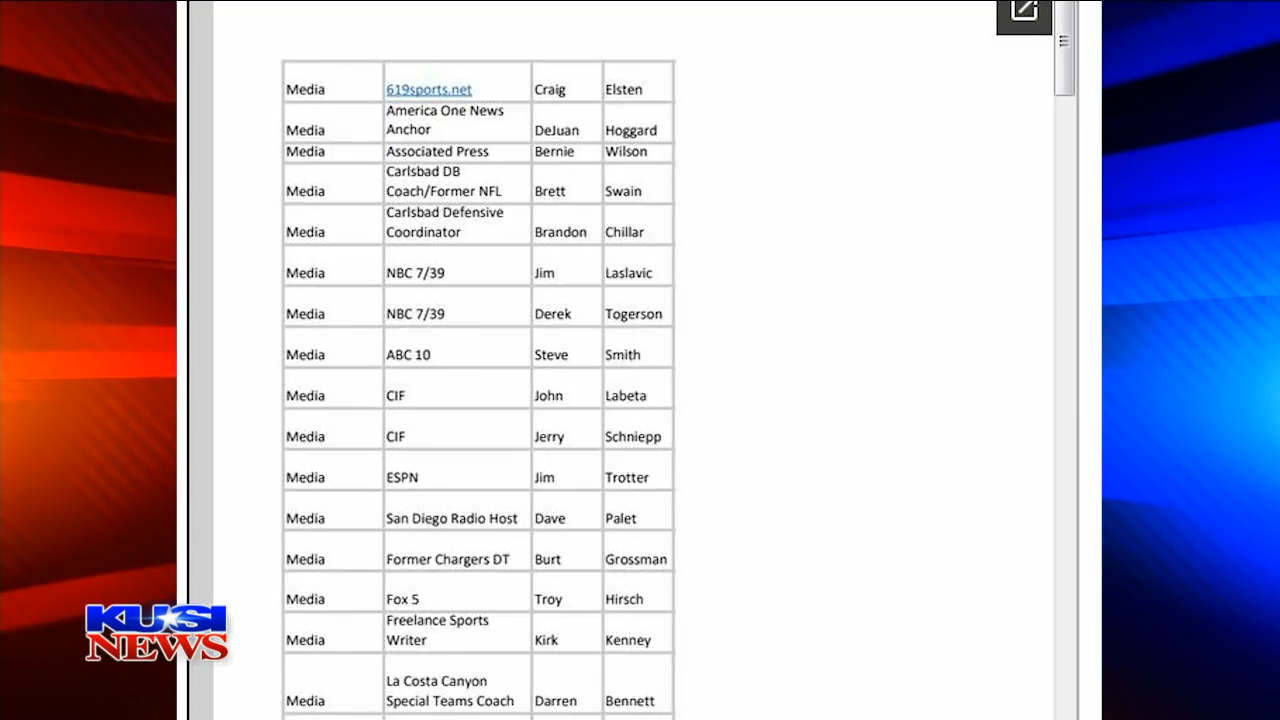 Media 619sports.net Craig Elsten
America One News
Media Anchor DeJuan Hoggard
Media Associated Press Bernie Wilson
Carlsbad DB
Media Coach/Former NFL Brett Swain
Carlsbad Defensive
Media Coordinator Brandon Chillar
Media NBC 7/39 Jim Laslavic
Media NBC 7/39 Derek Togerson
Media ABC 10 Steve Smith
Media CIF John Labeta
Media CIF Jerry Schniepp
Media ESPN Jim Trotter
Media San Diego Radio Host Dave Palet
Media Former Chargers DT Burt Grossman
Media Fox 5 Troy Hirsch
Freelance Sports
Media Writer Kirk Kenney
La Costa Canyon
Media Special Teams Coach Darren Bennett
KUSI
NEWS